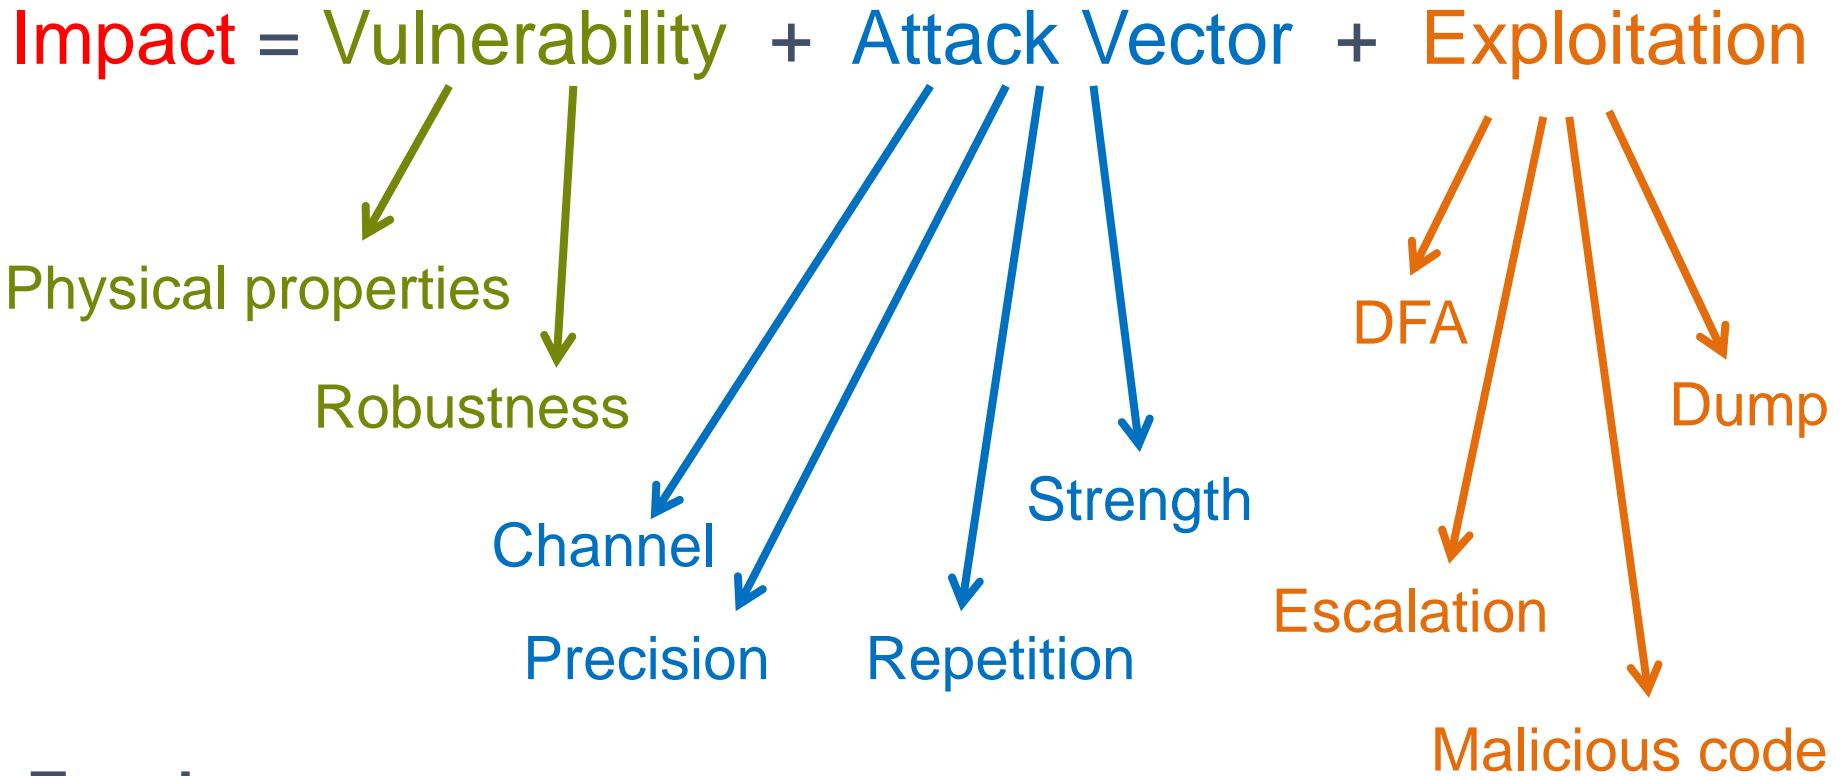 Impact = Vulnerability + Attack Vector + Exploitation
Physical properties
DFA
Robustness
Dump
Strength
Channel
Escalation
Precision
Repetition
Malicious code